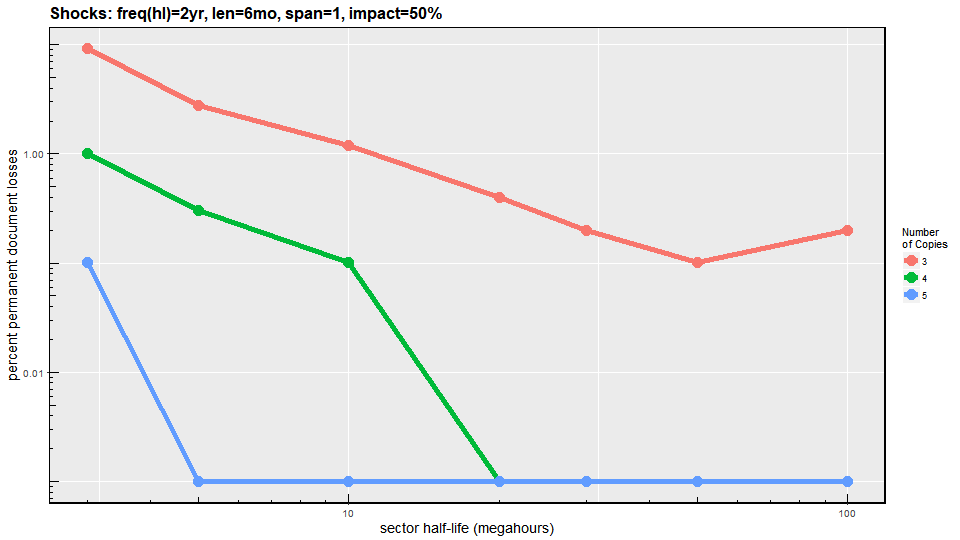 Shocks: freq(hl)=2yr, len=6mo, span=1, impact=50%
percent permanent document losses
1.00
0.01
10
100
sector half-life (megahours)
Number
of Copies
3
4
5